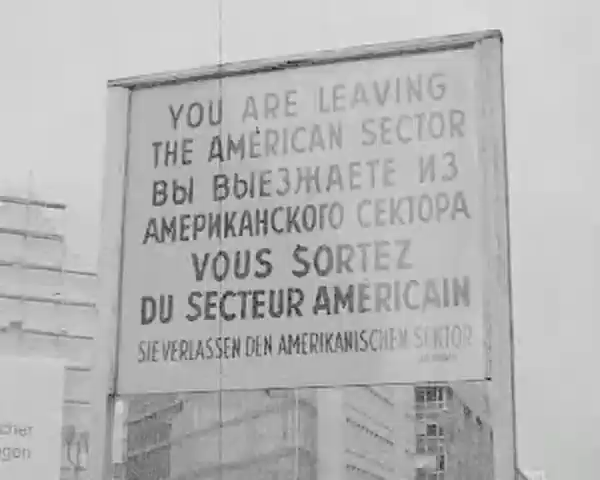 YOU ARE LEAVING
THE AMERICAN SECTOR
ВЫ ВЫЕЗЖАЕТЕ ИЗ
АМЕРИКАНСКОГО СЕКТОРА
VOUS SORTEZ
DU SECTEUR AMÉRICAIN
SIE VERLASSEN DEN AMERIKANISCHEN SEKTOR